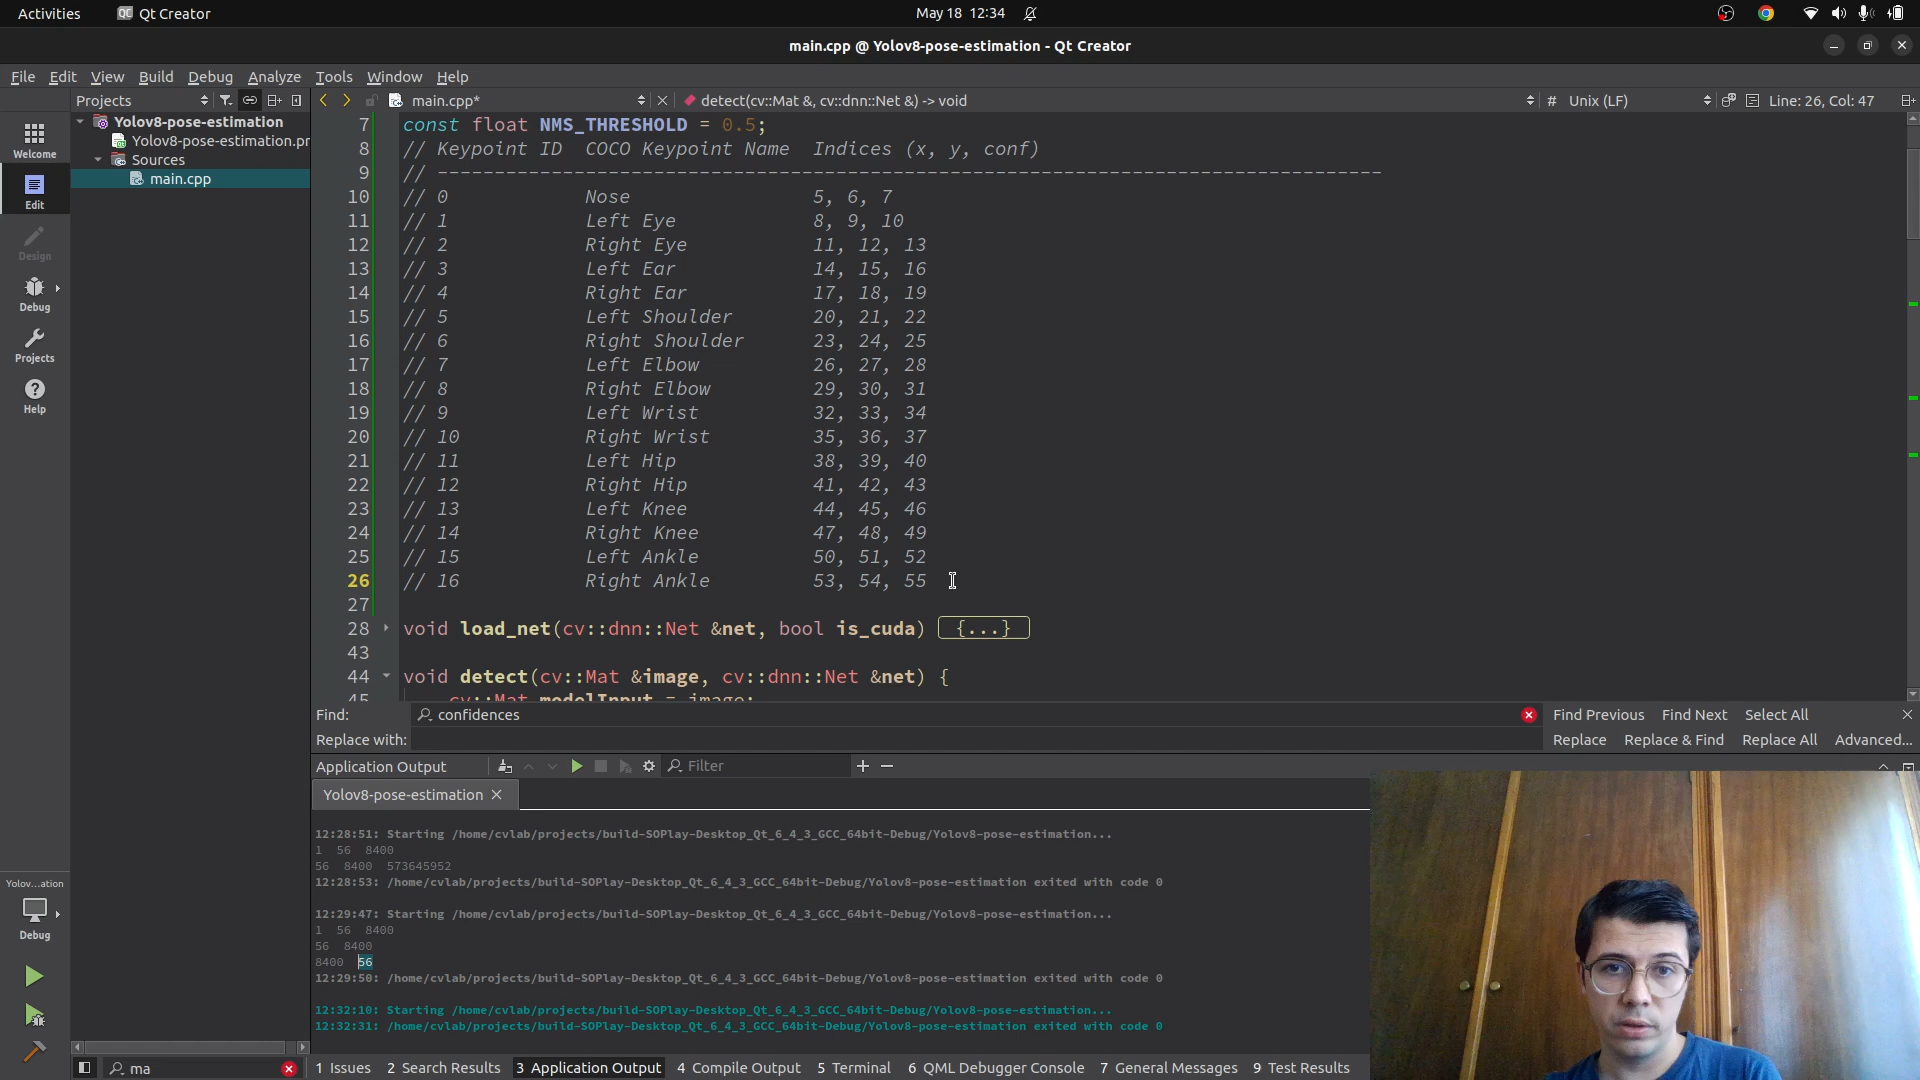 Activities
Qt Creator
May 18 12:34
main.cpp @ Yolov8-pose-estimation - Qt Creator
File Edit View Build Debug Analyze Tools Window Help
Projects
main.cpp*
detect(cv::Mat &, cv::dnn::Net &) -> void
# Unix (LF)
Line: 26, Col: 47
Welcome
Edit
Design
Debug
Projects
Help
Yolov8-pose-estimation
Yolov8-pose-estimation.pr
Sources
main.cpp
7 const float NMS_THRESHOLD = 0.5;
8 // Keypoint ID COCO Keypoint Name Indices (x, y, conf)
9 // -----------------------------------------------------------------------------------
10 // 0 Nose 5, 6, 7
11 // 1 Left Eye 8, 9, 10
12 // 2 Right Eye 11, 12, 13
13 // 3 Left Ear 14, 15, 16
14 // 4 Right Ear 17, 18, 19
15 // 5 Left Shoulder 20, 21, 22
16 // 6 Right Shoulder 23, 24, 25
17 // 7 Left Elbow 26, 27, 28
18 // 8 Right Elbow 29, 30, 31
19 // 9 Left Wrist 32, 33, 34
20 // 10 Right Wrist 35, 36, 37
21 // 11 Left Hip 38, 39, 40
22 // 12 Right Hip 41, 42, 43
23 // 13 Left Knee 44, 45, 46
24 // 14 Right Knee 47, 48, 49
25 // 15 Left Ankle 50, 51, 52
26 // 16 Right Ankle 53, 54, 55
27
28 void load_net(cv::dnn::Net &net, bool is_cuda) {...}
43
44 void detect(cv::Mat &image, cv::dnn::Net &net) {
45 cv::Mat modelInput = image;
Find: confidences
Find Previous Find Next Select All
Replace with:
Replace Replace & Find Replace All Advanced...
Application Output
Filter
Yolov8-pose-estimation
12:28:51: Starting /home/cvlab/projects/build-SOPlay-Desktop_Qt_6_4_3_GCC_64bit-Debug/Yolov8-pose-estimation...
1 56 8400
56 8400 573645952
12:28:53: /home/cvlab/projects/build-SOPlay-Desktop_Qt_6_4_3_GCC_64bit-Debug/Yolov8-pose-estimation exited with code 0
12:29:47: Starting /home/cvlab/projects/build-SOPlay-Desktop_Qt_6_4_3_GCC_64bit-Debug/Yolov8-pose-estimation...
1 56 8400
56 8400
8400 56
12:29:50: /home/cvlab/projects/build-SOPlay-Desktop_Qt_6_4_3_GCC_64bit-Debug/Yolov8-pose-estimation exited with code 0
12:32:10: Starting /home/cvlab/projects/build-SOPlay-Desktop_Qt_6_4_3_GCC_64bit-Debug/Yolov8-pose-estimation...
12:32:31: /home/cvlab/projects/build-SOPlay-Desktop_Qt_6_4_3_GCC_64bit-Debug/Yolov8-pose-estimation exited with code 0
Yolov...ation
Debug
ma
1 Issues 2 Search Results 3 Application Output 4 Compile Output 5 Terminal 6 QML Debugger Console 7 General Messages 9 Test Results